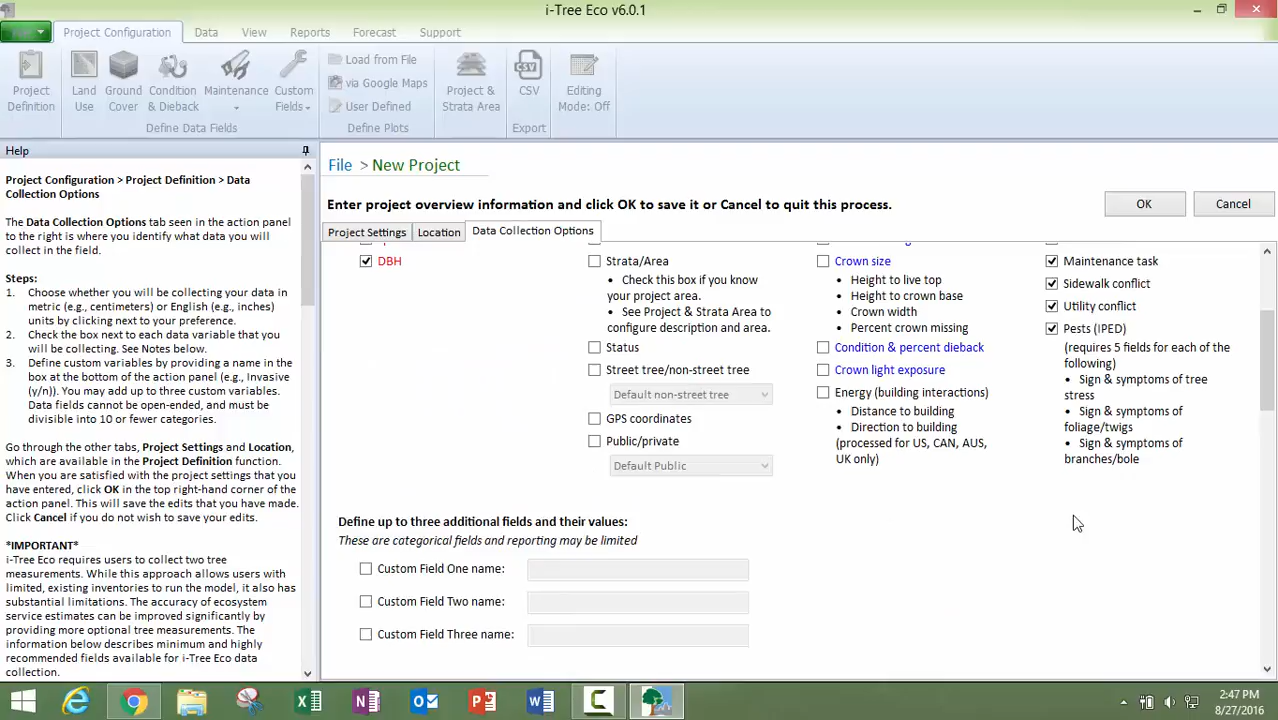 i-Tree Eco v6.0.1
Project Configuration Data View Reports Forecast Support
Project Definition
Land Use
Ground Cover
Condition & Dieback
Maintenance
Custom Fields
Define Data Fields
Load from File
via Google Maps
User Defined
Define Plots
Project & Strata Area
CSV
Export
Editing Mode: Off
Help
Project Configuration > Project Definition > Data
Collection Options
The Data Collection Options tab seen in the action panel
to the right is where you identify what data you will
collect in the field.
Steps:
1. Choose whether you will be collecting your data in
metric (e.g., centimeters) or English (e.g., inches)
units by clicking next to your preference.
2. Check the box next to each data variable that you
will be collecting. See Notes below.
3. Define custom variables by providing a name in the
box at the bottom of the action panel (e.g., Invasive
(y/n)). You may add up to three custom variables.
Data fields cannot be open-ended, and must be
divisible into 10 or fewer categories.
Go through the other tabs, Project Settings and Location,
which are available in the Project Definition function.
When you are satisfied with the project settings that you
have entered, click OK in the top right-hand corner of the
action panel. This will save the edits that you have made.
Click Cancel if you do not wish to save your edits.
*IMPORTANT*
i-Tree Eco requires users to collect two tree
measurements. While this approach allows users with
limited, existing inventories to run the model, it also has
substantial limitations. The accuracy of ecosystem
service estimates can be improved significantly by
providing more optional tree measurements. The
information below describes minimum and highly
recommended fields available for i-Tree Eco data
collection.
File > New Project
Enter project overview information and click OK to save it or Cancel to quit this process.
OK
Cancel
Project Settings Location Data Collection Options
DBH
Strata/Area
• Check this box if you know
your project area.
• See Project & Strata Area to
configure description and area.
Status
Street tree/non-street tree
Default non-street tree
GPS coordinates
Public/private
Default Public
Crown size
• Height to live top
• Height to crown base
• Crown width
• Percent crown missing
Condition & percent dieback
Crown light exposure
Energy (building interactions)
• Distance to building
• Direction to building
(processed for US, CAN, AUS,
UK only)
Maintenance task
Sidewalk conflict
Utility conflict
Pests (IPED)
(requires 5 fields for each of the
following)
• Sign & symptoms of tree
stress
• Sign & symptoms of
foliage/twigs
• Sign & symptoms of
branches/bole
Define up to three additional fields and their values:
These are categorical fields and reporting may be limited
Custom Field One name:
Custom Field Two name:
Custom Field Three name:
2:47 PM
8/27/2016